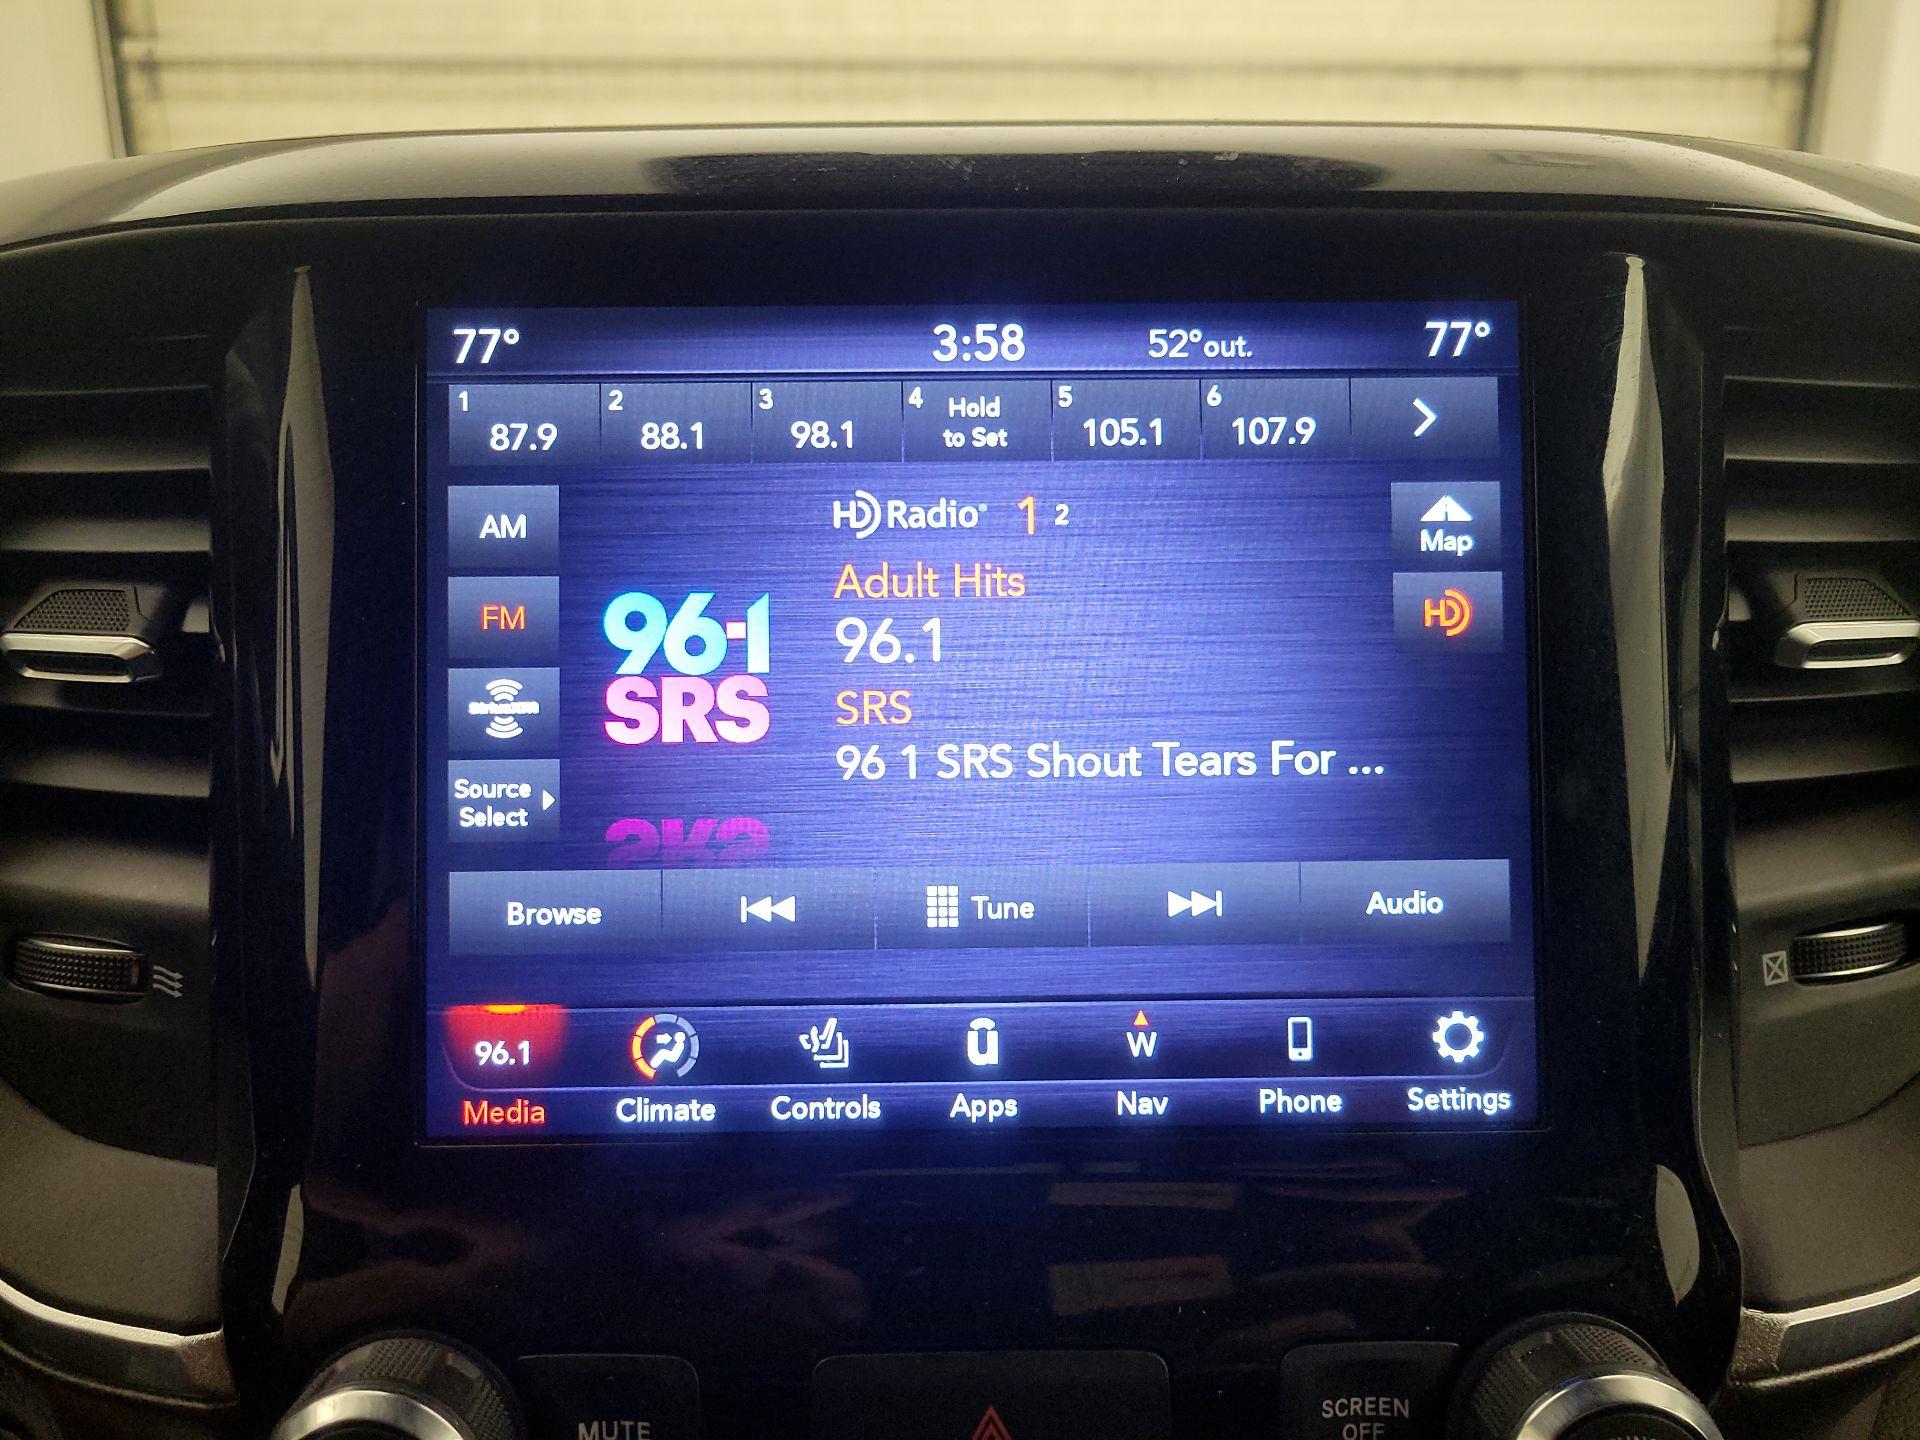 77° 3:58 52° out. 77°
1 87.9 2 88.1 3 98.1 4 Hold to Set 5 105.1 6 107.9
AM
FM
SiriusXM
Source
Select
96.1
SRS
HD Radio 1 2
Adult Hits
96.1
SRS
96 1 SRS Shout Tears For ...
Map
HD
Browse Tune Audio
96.1 u W
Media Climate Controls Apps Nav Phone Settings
MUTE
SCREEN
OFF